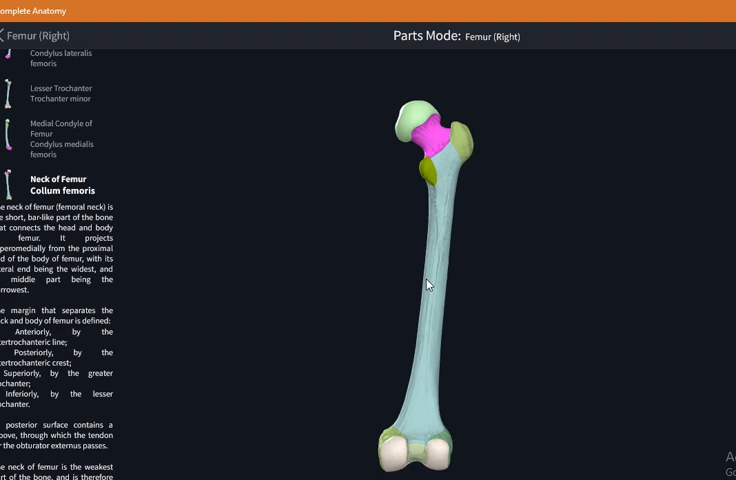 omplete Anatomy
Femur (Right)
Parts Mode: Femur (Right)
Condylus lateralis
femoris
Lesser Trochanter
Trochanter minor
Medial Condyle of
Femur
Condylus medialis
femoris
Neck of Femur
Collum femoris
e neck of femur (femoral neck) is
e short, bar-like part of the bone
at connects the head and body
femur. It projects
peromedially from the proximal
d of the body of femur, with its
teral end being the widest, and
middle part being the
rrowest.
e margin that separates the
ck and body of femur is defined:
Anteriorly, by the
tertrochanteric line;
Posteriorly, by the
tertrochanteric crest;
Superiorly, by the greater
ochanter;
Inferiorly, by the lesser
ochanter.
posterior surface contains a
oove, through which the tendon
r the obturator externus passes.
e neck of femur is the weakest
rt of the bone, and is therefore
A
Go